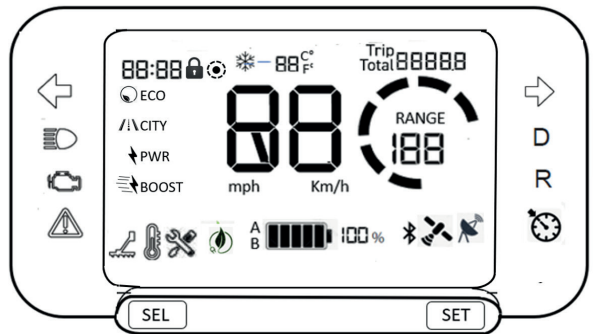 88:88 88 C° F°
Trip
Total 88888
ECO
CITY
PWR
BOOST
88
mph Km/h
RANGE
188
D
R
A
B
100 %
SEL SET